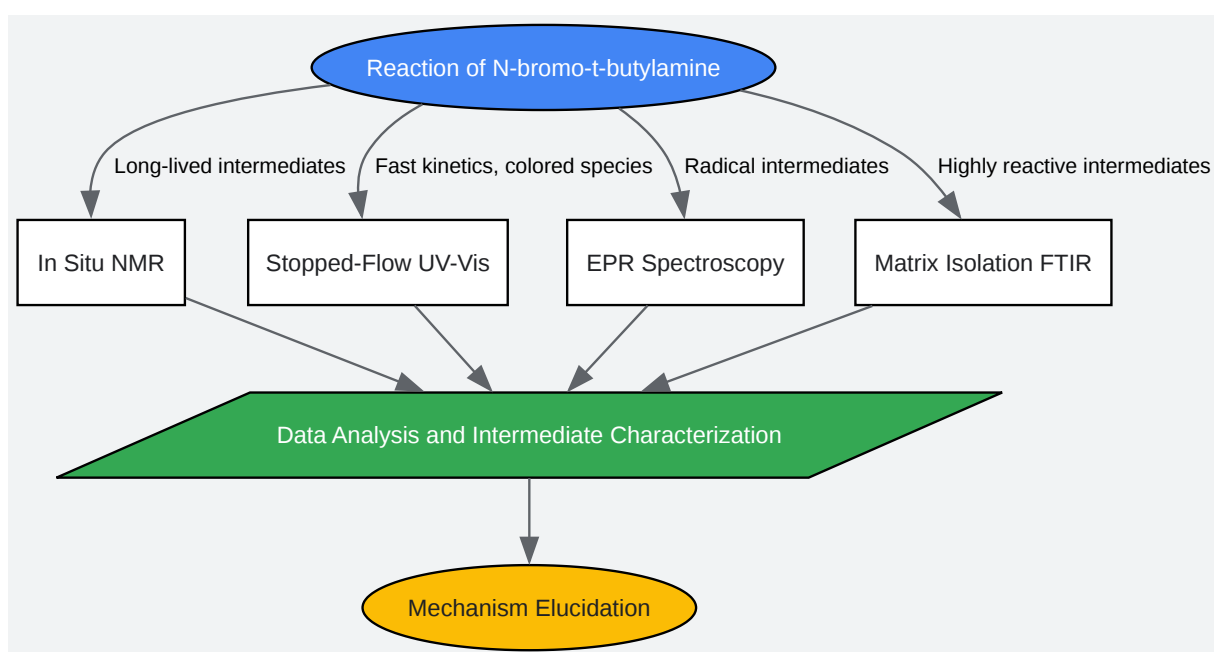 Reaction of N-bromo-t-butylamine
Long-lived intermediates
Fast kinetics, colored species
Radical intermediates
Highly reactive intermediates
In Situ NMR
Stopped-Flow UV-Vis
EPR Spectroscopy
Matrix Isolation FTIR
Data Analysis and Intermediate Characterization
Mechanism Elucidation